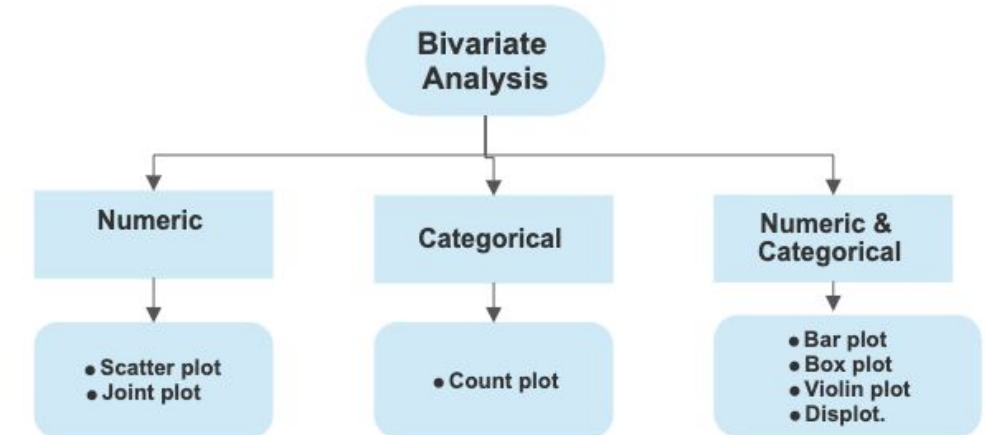 Bivariate
Analysis
Numeric
Categorical
Numeric &
Categorical
• Scatter plot
• Joint plot
• Count plot
• Bar plot
• Box plot
• Violin plot
• Displot.